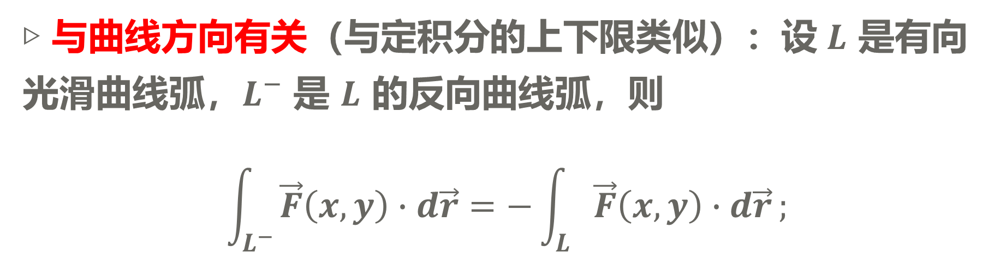 ▷ 与曲线方向有关（与定积分的上下限类似）：设 L 是有向
光滑曲线弧，L⁻ 是 L 的反向曲线弧，则
∫_{L⁻} F⃗(x, y) · dr⃗ = − ∫_L F⃗(x, y) · dr⃗ ;